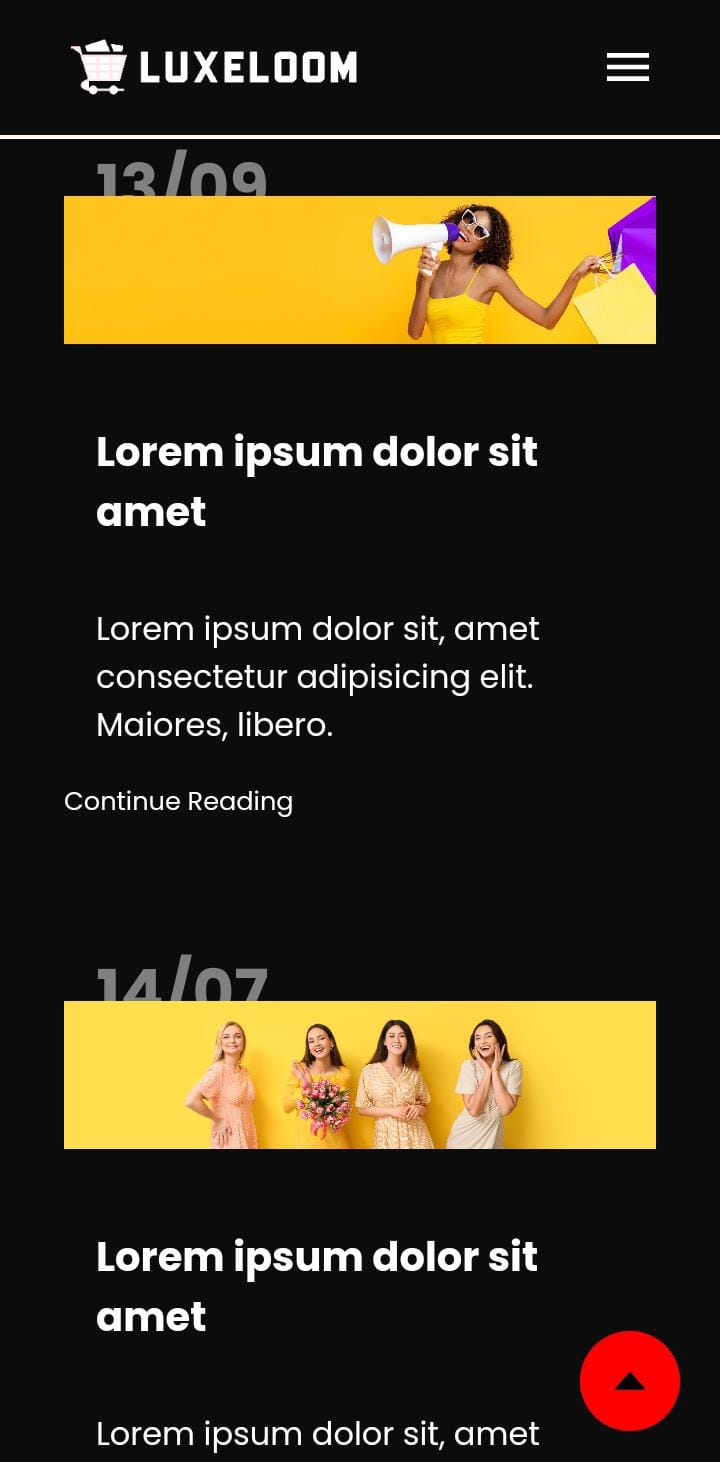 LUXELOOM
13/09
Lorem ipsum dolor sit
amet
Lorem ipsum dolor sit, amet
consectetur adipisicing elit.
Maiores, libero.
Continue Reading
14/07
Lorem ipsum dolor sit
amet
Lorem ipsum dolor sit, amet